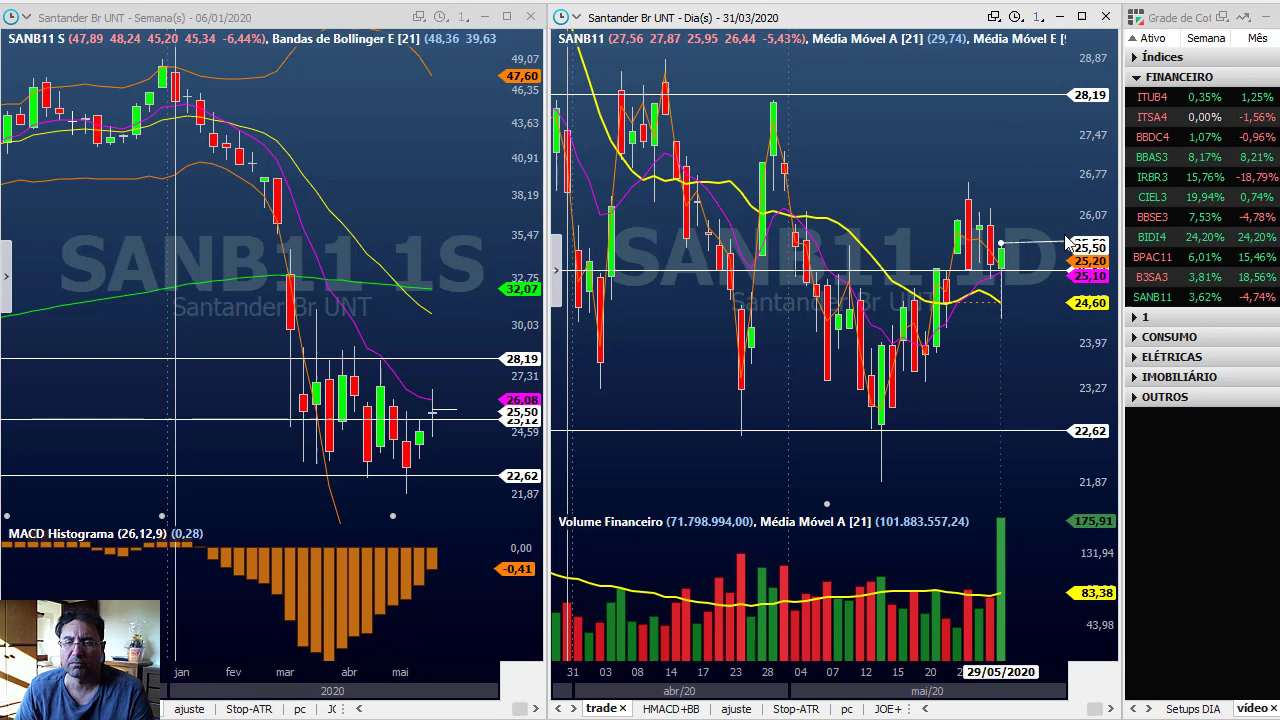 Santander Br UNT - Semana(s) - 06/01/2020
1
SANB11 S (47,89 48,24 45,20 45,34 -6,44%), Bandas de Bollinger E [21] (48,36 39,63
49,07
47,60
46,35
43,63
40,91
38,19
35,47
32,75
32,07
30,03
28,19
27,31
26,08
25,50
25,12
24,59
22,62
21,87
SANB11 1S
Santander Br UNT
MACD Histograma (26,12,9) (0,28)
0,00
-0,41
jan fev mar abr mai
2020
ajuste Stop-ATR pc
Santander Br UNT - Dia(s) - 31/03/2020
1
SANB11 (27,56 27,87 25,95 26,44 -5,43%), Média Móvel A [21] (29,74), Média Móvel E
28,87
28,19
27,47
26,77
26,07
25,50
25,20
25,10
24,60
23,97
23,27
22,62
21,87
SANB11 1D
Santander Br UNT
Volume Financeiro (71.798.994,00), Média Móvel A [21] (101.883.557,24)
175,91
131,94
83,38
43,98
31 03 08 14 17 23 28 04 07 12 15 20 29/05/2020
abr/20 mai/20
trade HMACD+BB ajuste Stop-ATR pc JOE+
Grade de Cot
Ativo Semana Mês
Índices
FINANCEIRO
ITUB4 0,35% 1,25%
ITSA4 0,00% -1,56%
BBDC4 1,07% -0,96%
BBAS3 8,17% 8,21%
IRBR3 15,76% -18,79%
CIEL3 19,94% 0,74%
BBSE3 7,53% -4,78%
BIDI4 24,20% 24,20%
BPAC11 6,01% 15,46%
B3SA3 3,81% 18,56%
SANB11 3,62% -4,74%
1
CONSUMO
ELÉTRICAS
IMOBILIÁRIO
OUTROS
Setups DIA vídeo